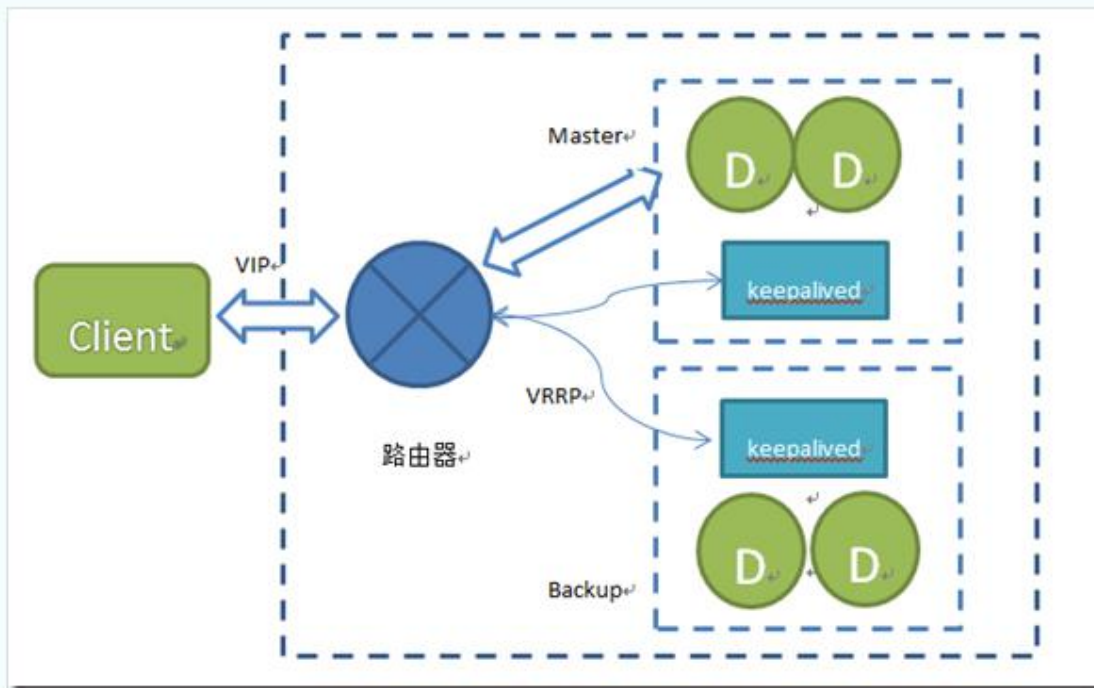 Master
D D
VIP
keepalived
Client
VRRP
keepalived
路由器
D D
Backup